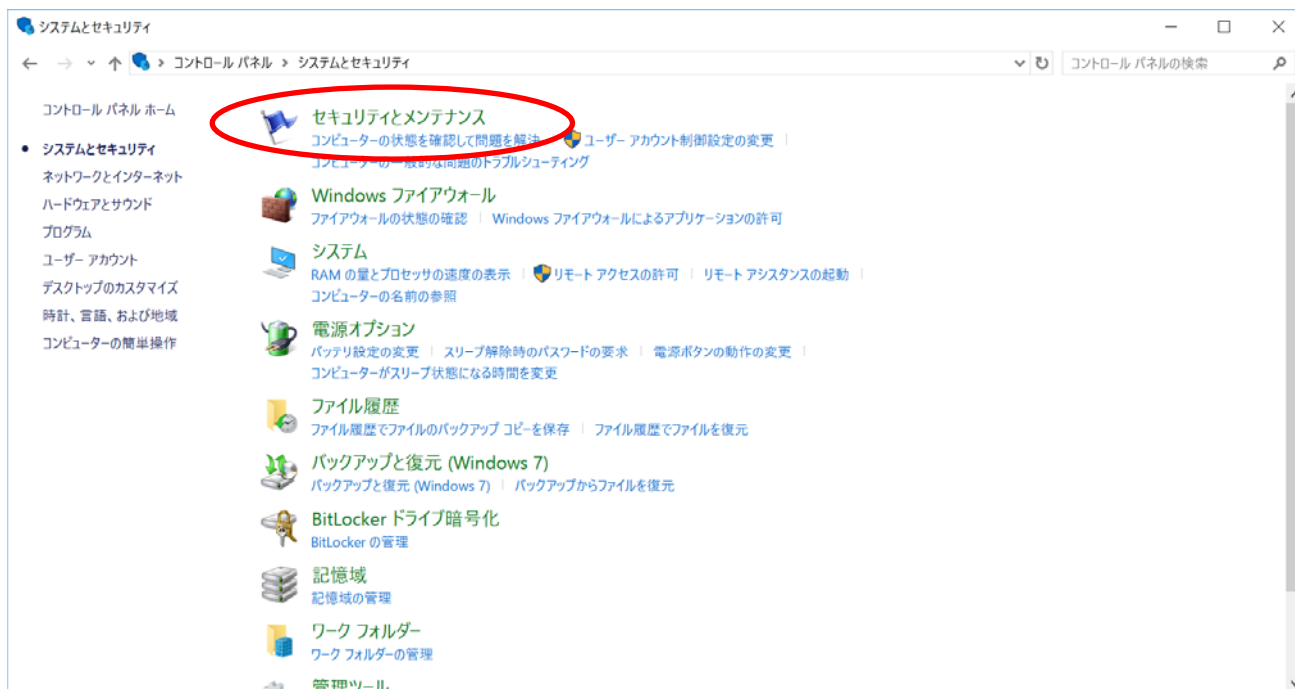 システムとセキュリティ
コントロール パネル > システムとセキュリティ
コントロール パネルの検索
コントロール パネル ホーム
システムとセキュリティ
ネットワークとインターネット
ハードウェアとサウンド
プログラム
ユーザー アカウント
デスクトップのカスタマイズ
時計、言語、および地域
コンピューターの簡単操作
セキュリティとメンテナンス
コンピューターの状態を確認して問題を解決 ユーザー アカウント制御設定の変更
コンピューターの一般的な問題のトラブルシューティング
Windows ファイアウォール
ファイアウォールの状態の確認 Windows ファイアウォールによるアプリケーションの許可
システム
RAM の量とプロセッサの速度の表示 リモート アクセスの許可 リモート アシスタンスの起動
コンピューターの名前の参照
電源オプション
バッテリ設定の変更 スリープ解除時のパスワードの要求 電源ボタンの動作の変更
コンピューターがスリープ状態になる時間を変更
ファイル履歴
ファイル履歴でファイルのバックアップ コピーを保存 ファイル履歴でファイルを復元
バックアップと復元 (Windows 7)
バックアップと復元 (Windows 7) バックアップからファイルを復元
BitLocker ドライブ暗号化
BitLocker の管理
記憶域
記憶域の管理
ワーク フォルダー
ワーク フォルダーの管理
管理ツール